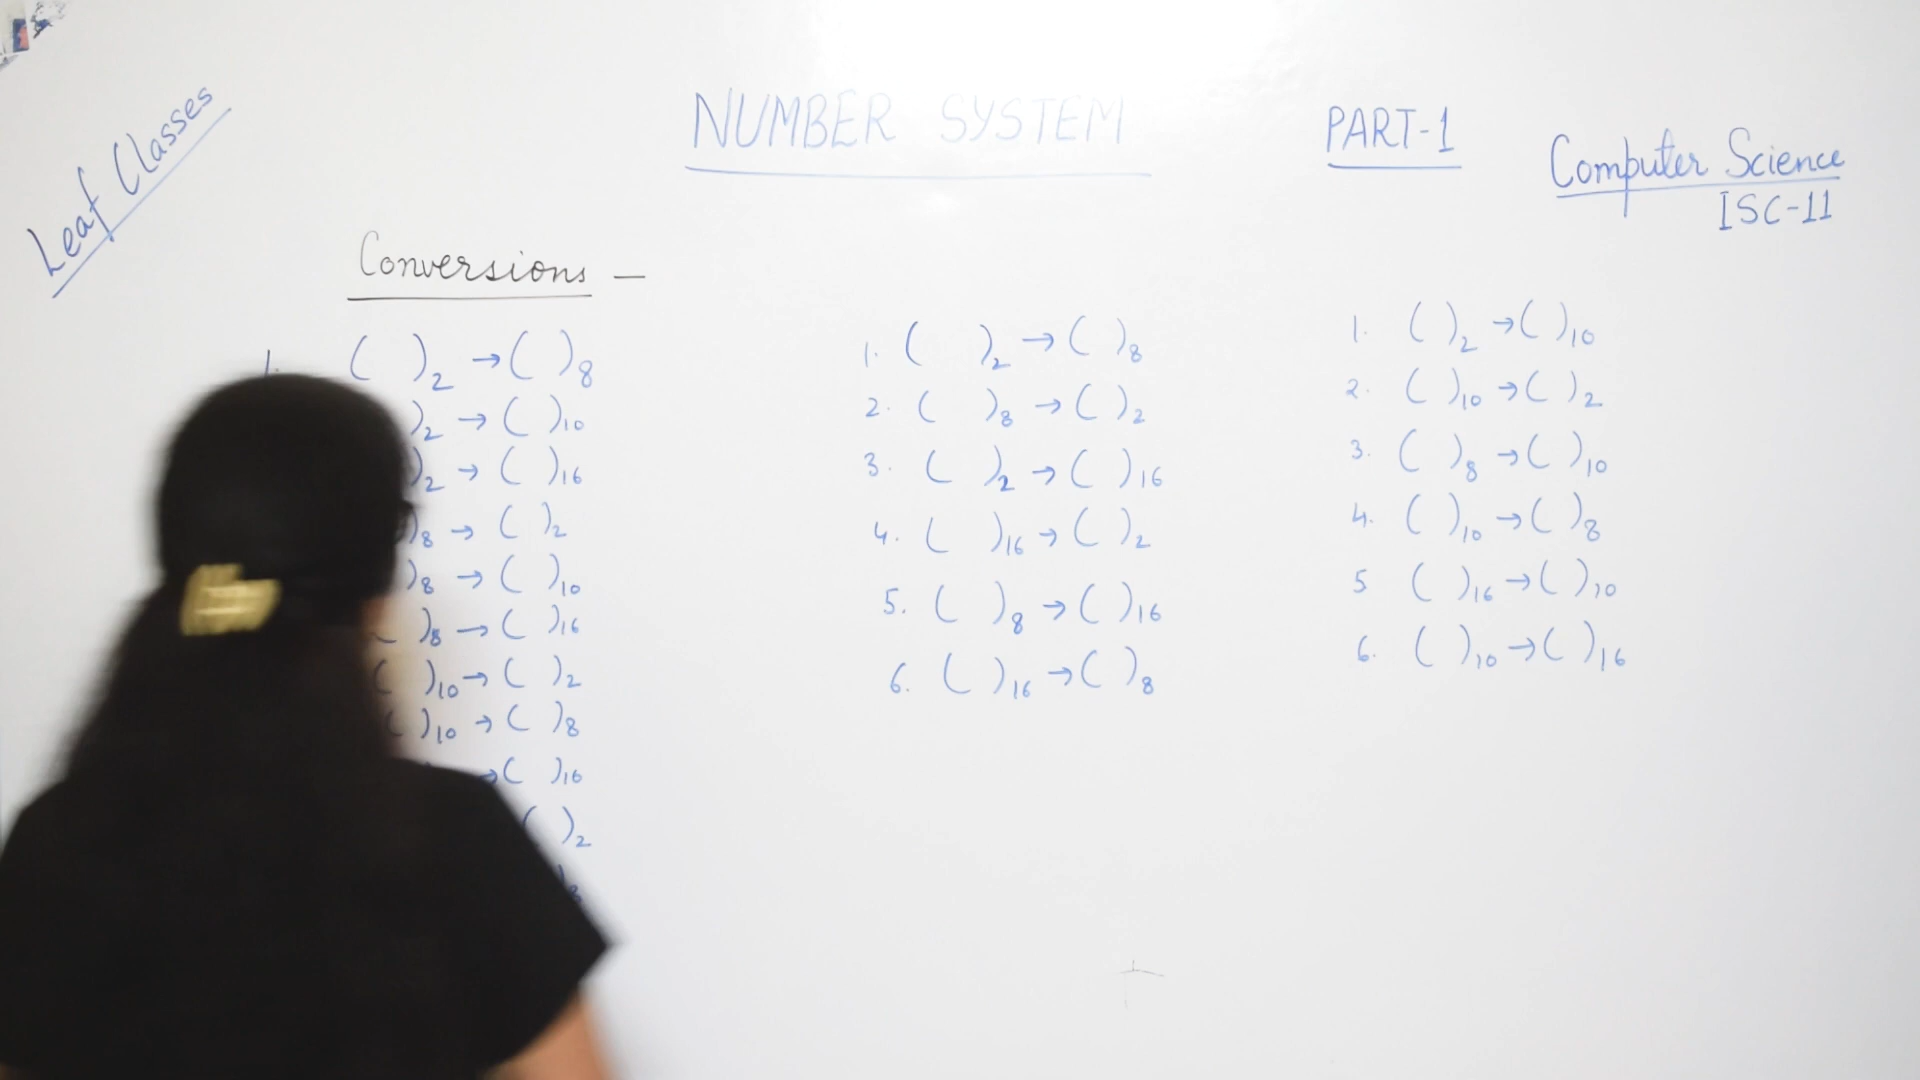 Leaf Classes
NUMBER SYSTEM
PART-1
Computer Science
ISC-11
Conversions –
1. ( )₂ → ( )₈
)₂ → ( )₁₀
)₂ → ( )₁₆
)₈ → ( )₂
)₈ → ( )₁₀
( )₈ → ( )₁₆
( )₁₀ → ( )₂
( )₁₀ → ( )₈
→ ( )₁₆
( )₂
)₈
1. ( )₂ → ( )₈
2. ( )₈ → ( )₂
3. ( )₂ → ( )₁₆
4. ( )₁₆ → ( )₂
5. ( )₈ → ( )₁₆
6. ( )₁₆ → ( )₈
1. ( )₂ → ( )₁₀
2. ( )₁₀ → ( )₂
3. ( )₈ → ( )₁₀
4. ( )₁₀ → ( )₈
5 ( )₁₆ → ( )₁₀
6. ( )₁₀ → ( )₁₆